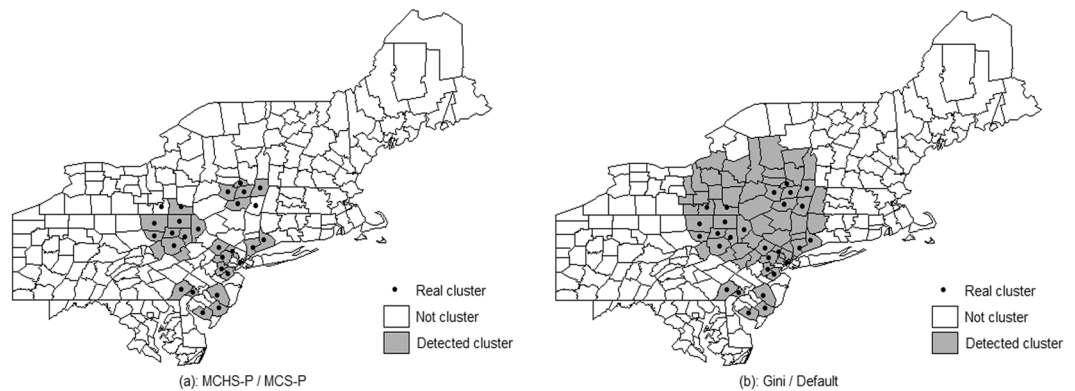 Real cluster
Not cluster
Detected cluster
(a): MCHS-P / MCS-P
Real cluster
Not cluster
Detected cluster
(b): Gini / Default